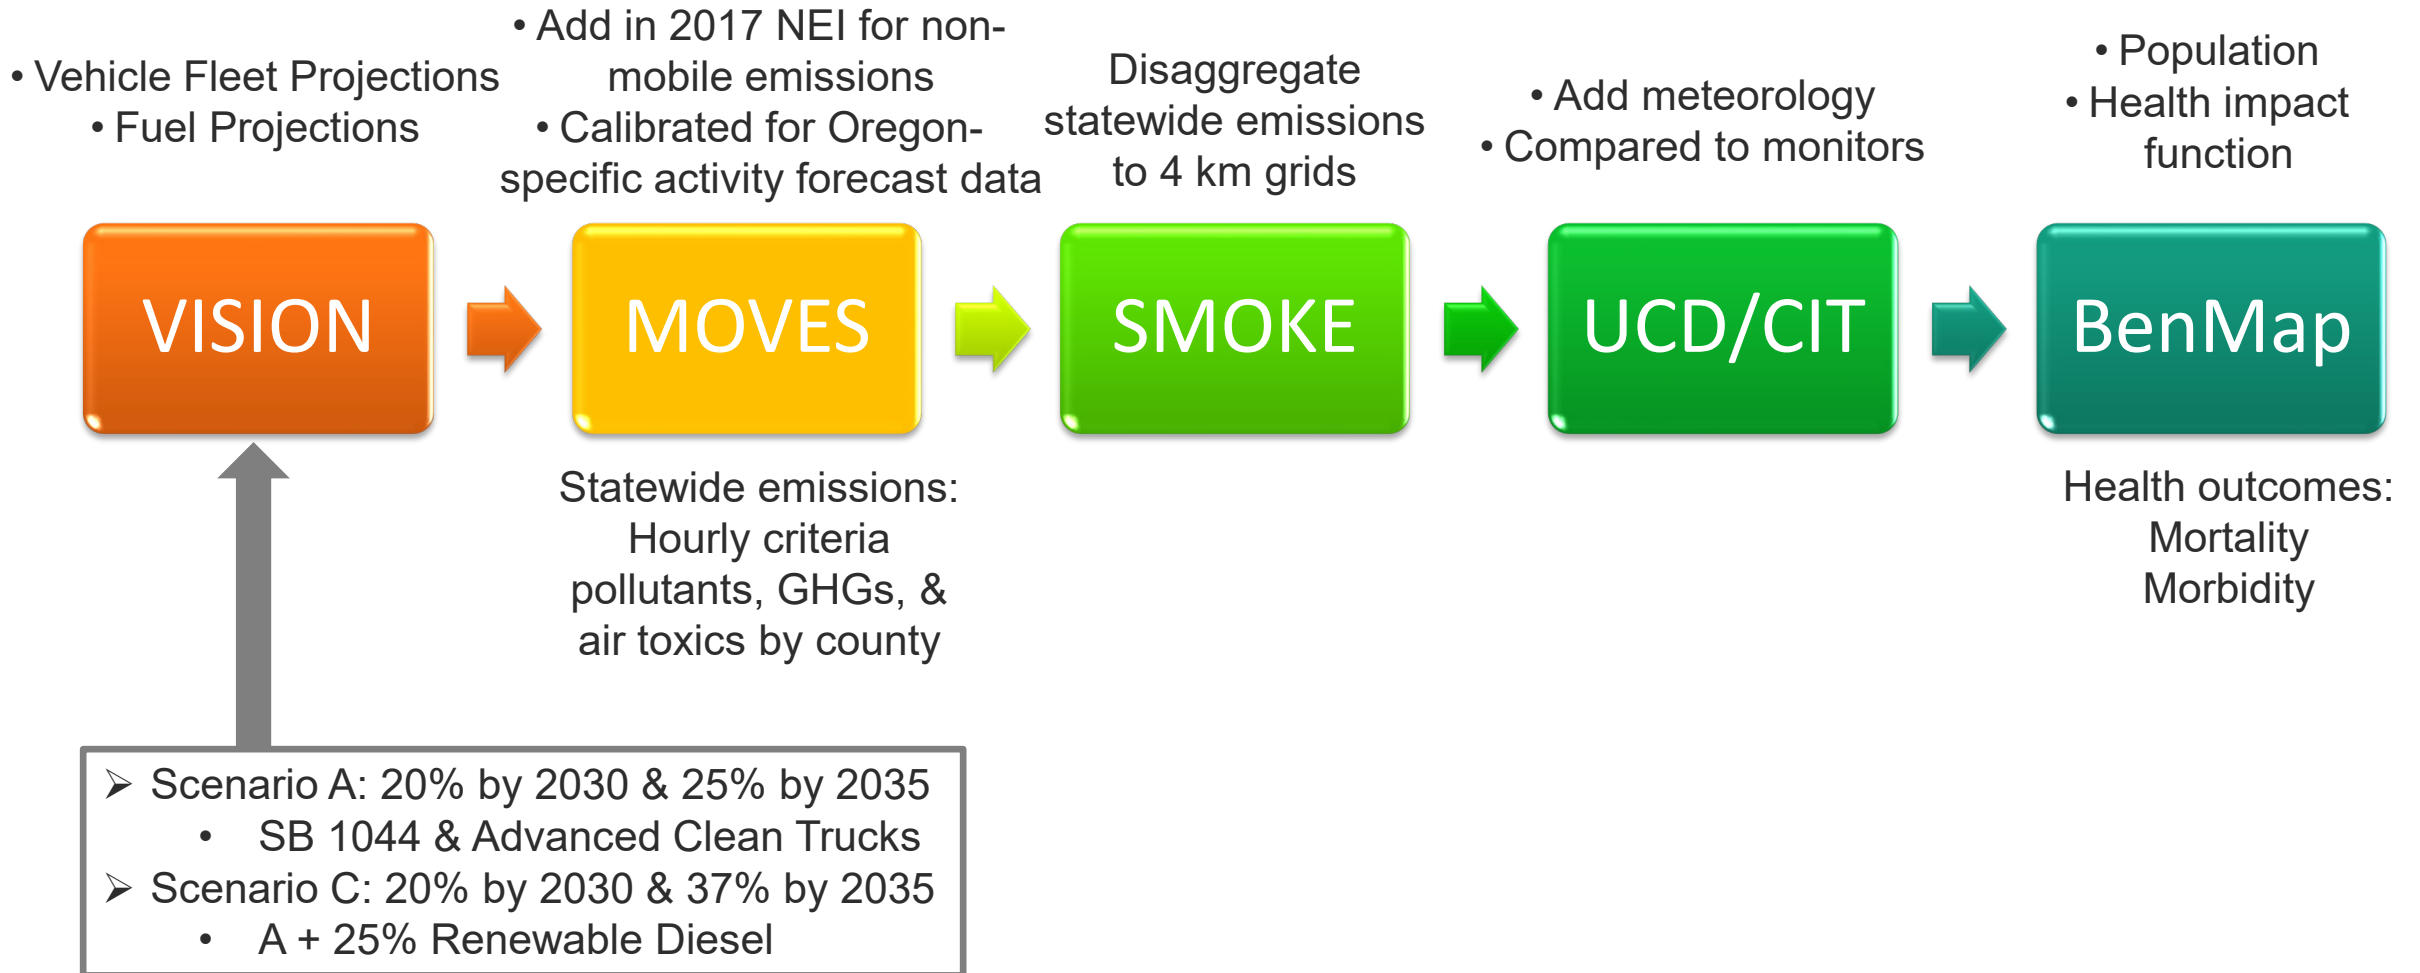 • Vehicle Fleet Projections
• Fuel Projections
• Add in 2017 NEI for non-
mobile emissions
• Calibrated for Oregon-
specific activity forecast data
Disaggregate
statewide emissions
to 4 km grids
• Add meteorology
• Compared to monitors
• Population
• Health impact
function
VISION
MOVES
SMOKE
UCD/CIT
BenMap
Statewide emissions:
Hourly criteria
pollutants, GHGs, &
air toxics by county
Health outcomes:
Mortality
Morbidity
➢ Scenario A: 20% by 2030 & 25% by 2035
• SB 1044 & Advanced Clean Trucks
➢ Scenario C: 20% by 2030 & 37% by 2035
• A + 25% Renewable Diesel